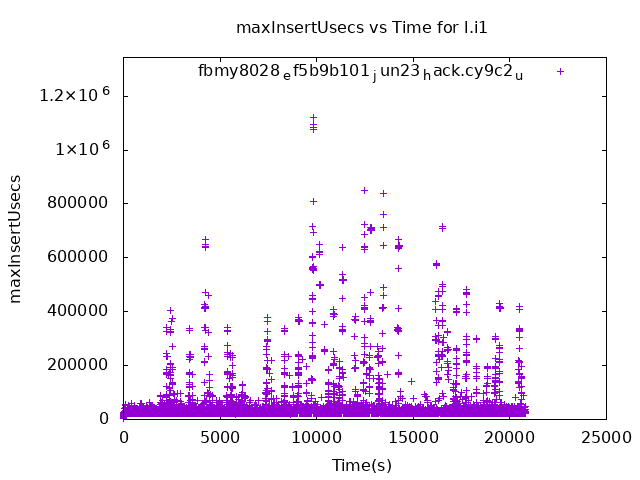 maxInsertUsecs vs Time for l.i1
fbmy8028ef5b9b101jun23hack.cy9c2u
1.2×10^6
1×10^6
800000
600000
400000
200000
0
0 5000 10000 15000 20000 25000
maxInsertUsecs
Time(s)